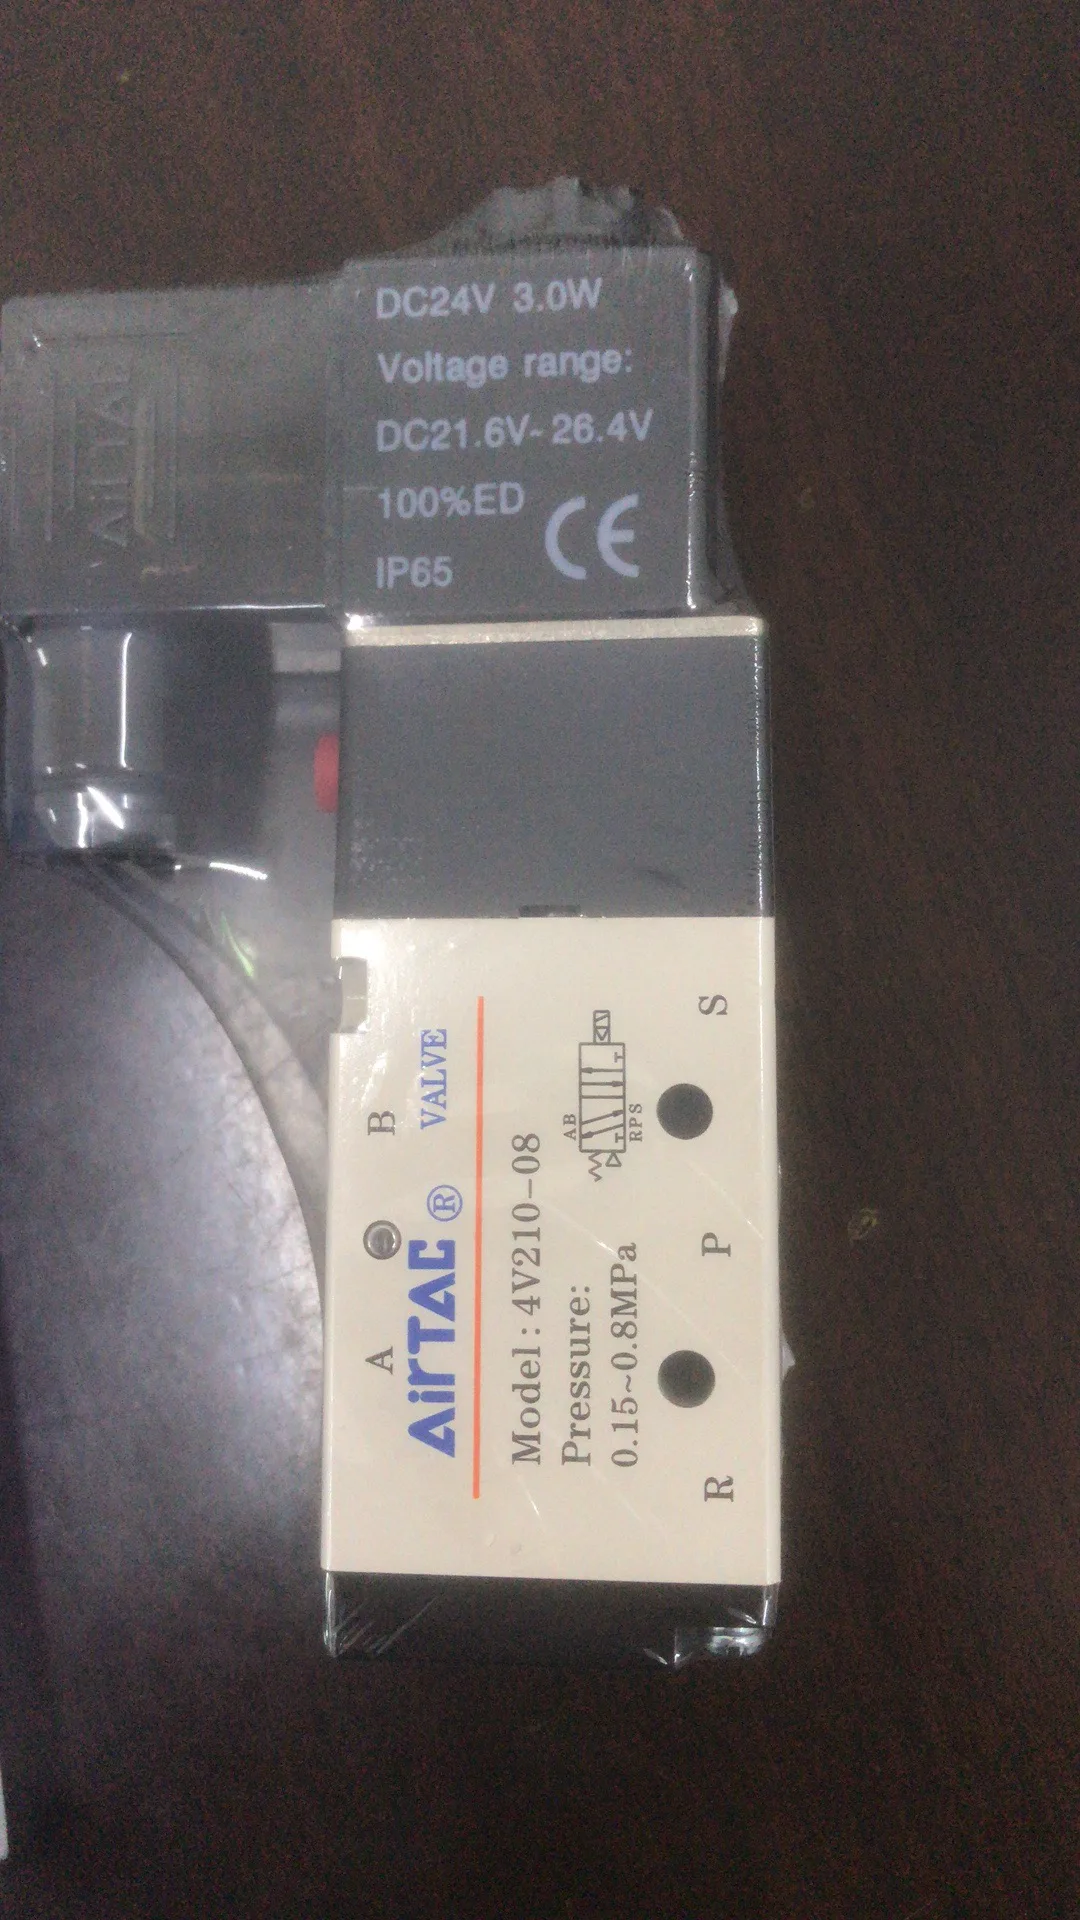 DC24V 3.0W
Voltage range:
DC21.6V~26.4V
100%ED
IP65
CE
AirTAC
A B
AirTAC ® VALVE
Model: 4V210-08
Pressure:
0.15~0.8MPa
AB
RPS
R P S